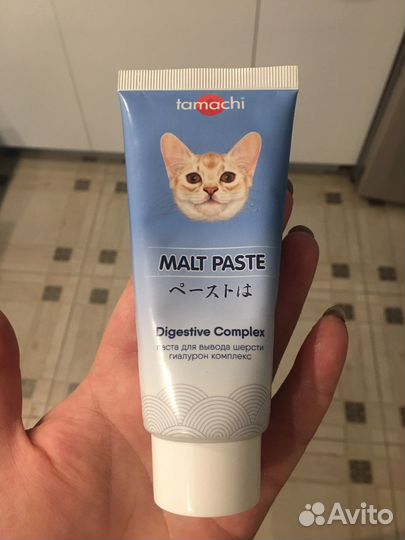 tamachi
MALT PASTE
ペーストは
Digestive Complex
паста для вывода шерсти
гиалурон комплекс
Avito